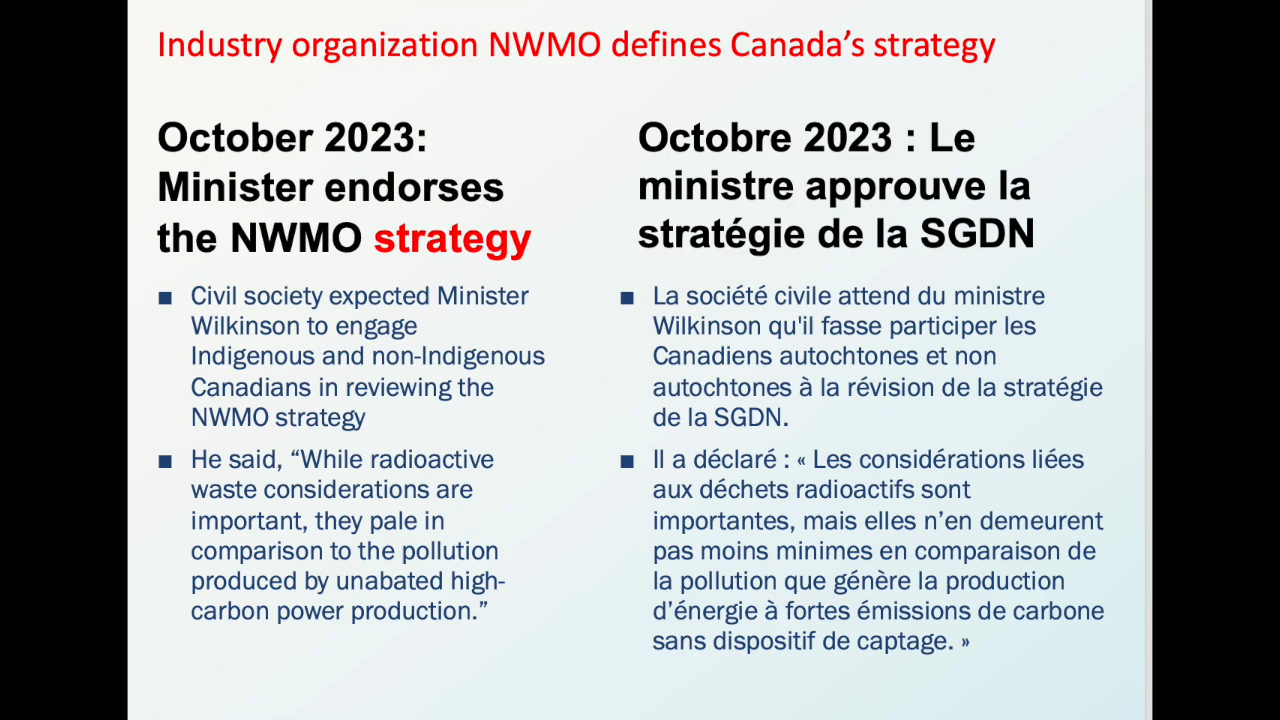 Industry organization NWMO defines Canada’s strategy
October 2023:
Minister endorses
the NWMO strategy
■ Civil society expected Minister
Wilkinson to engage
Indigenous and non-Indigenous
Canadians in reviewing the
NWMO strategy
■ He said, “While radioactive
waste considerations are
important, they pale in
comparison to the pollution
produced by unabated high-
carbon power production.”
Octobre 2023 : Le
ministre approuve la
stratégie de la SGDN
■ La société civile attend du ministre
Wilkinson qu'il fasse participer les
Canadiens autochtones et non
autochtones à la révision de la stratégie
de la SGDN.
■ Il a déclaré : « Les considérations liées
aux déchets radioactifs sont
importantes, mais elles n’en demeurent
pas moins minimes en comparaison de
la pollution que génère la production
d’énergie à fortes émissions de carbone
sans dispositif de captage. »